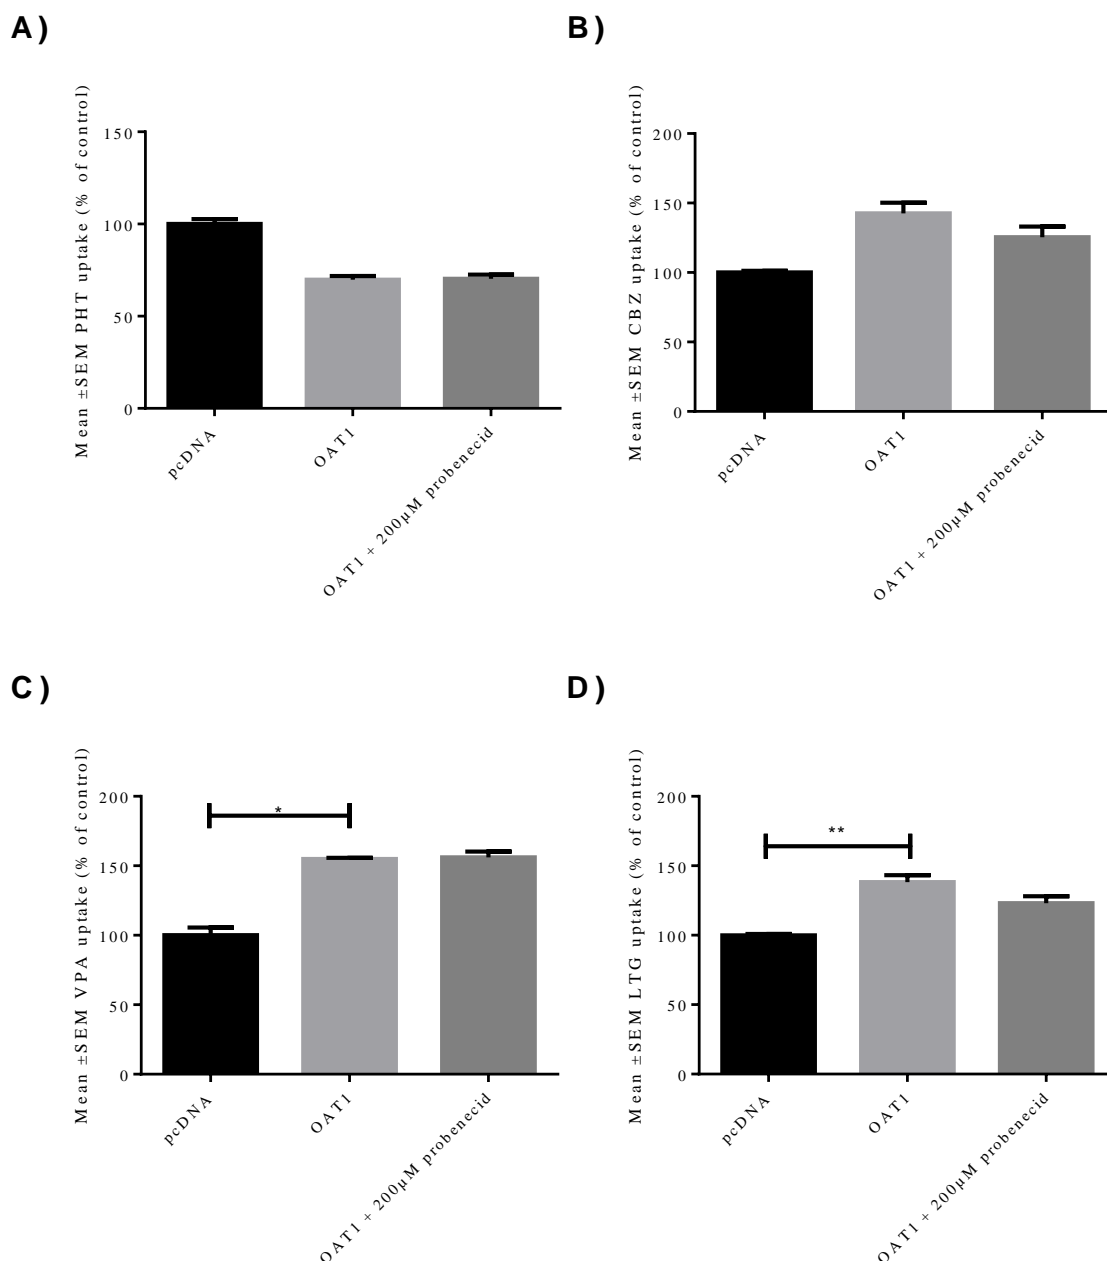 A)
Mean ±SEM PHT uptake (% of control)
150
100
50
0
pcDNA
OAT1
OAT1 + 200µM probenecid
B)
Mean ±SEM CBZ uptake (% of control)
200
150
100
50
0
pcDNA
OAT1
OAT1 + 200µM probenecid
C)
Mean ±SEM VPA uptake (% of control)
200
150
100
50
0
*
pcDNA
OAT1
OAT1 + 200µM probenecid
D)
Mean ±SEM LTG uptake (% of control)
200
150
100
50
0
**
pcDNA
OAT1
OAT1 + 200µM probenecid